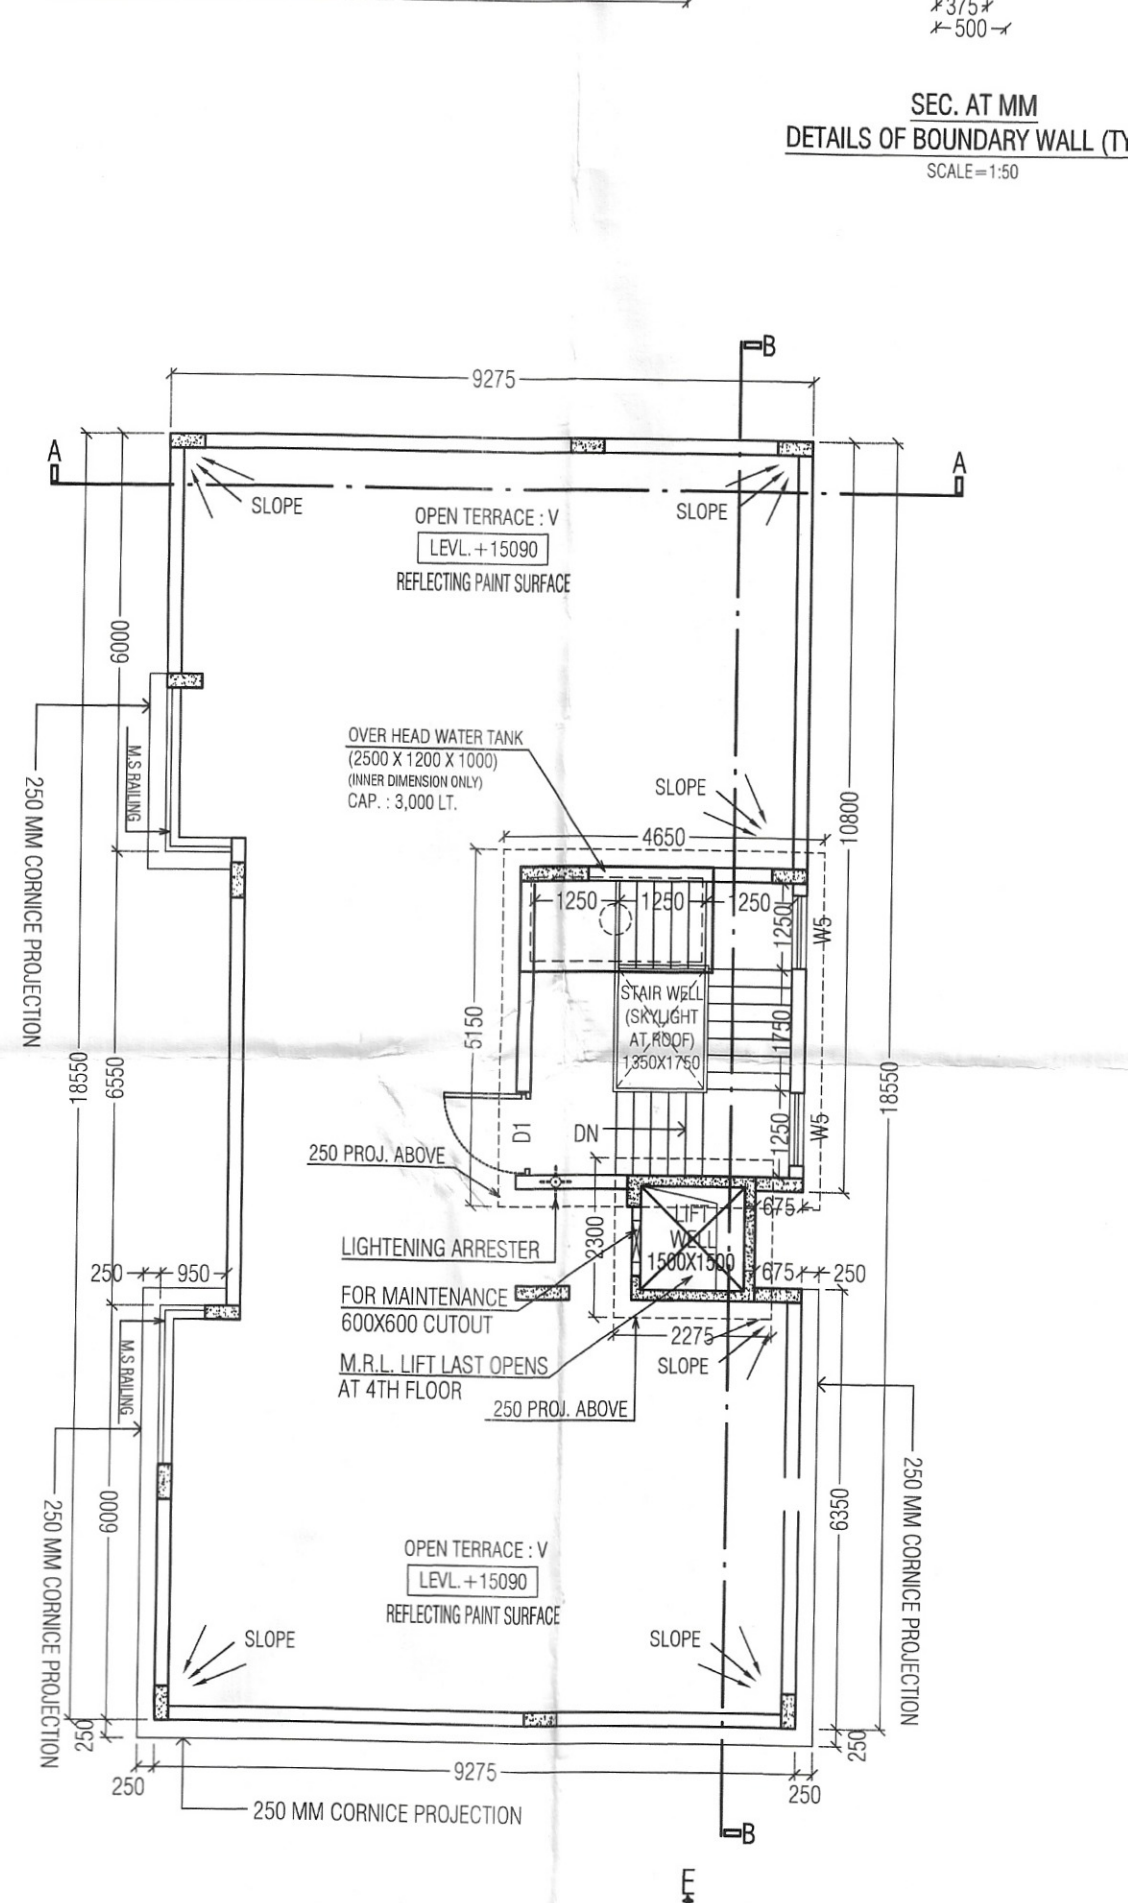 375
500
SEC. AT MM
DETAILS OF BOUNDARY WALL (TY
SCALE=1:50
B
9275
A
A
SLOPE
SLOPE
OPEN TERRACE : V
LEVL.+15090
REFLECTING PAINT SURFACE
6000
M.S RAILING
250 MM CORNICE PROJECTION
OVER HEAD WATER TANK
(2500 X 1200 X 1000)
(INNER DIMENSION ONLY)
CAP. : 3,000 LT.
SLOPE
10800
4650
1250
1250
1250
1250
W5
STAIR WELL
(SKYLIGHT
AT ROOF)
1350X1750
1750
5150
18550
6550
18550
D1
DN
1250
W5
250 PROJ. ABOVE
675
LIFT
WELL
1500X1500
2300
LIGHTENING ARRESTER
250
950
675
250
FOR MAINTENANCE
600X600 CUTOUT
2275
SLOPE
M.R.L. LIFT LAST OPENS
AT 4TH FLOOR
250 PROJ. ABOVE
M.S RAILING
250 MM CORNICE PROJECTION
250 MM CORNICE PROJECTION
6000
6350
OPEN TERRACE : V
LEVL.+15090
REFLECTING PAINT SURFACE
SLOPE
SLOPE
250
250
9275
250
250
250 MM CORNICE PROJECTION
B
E